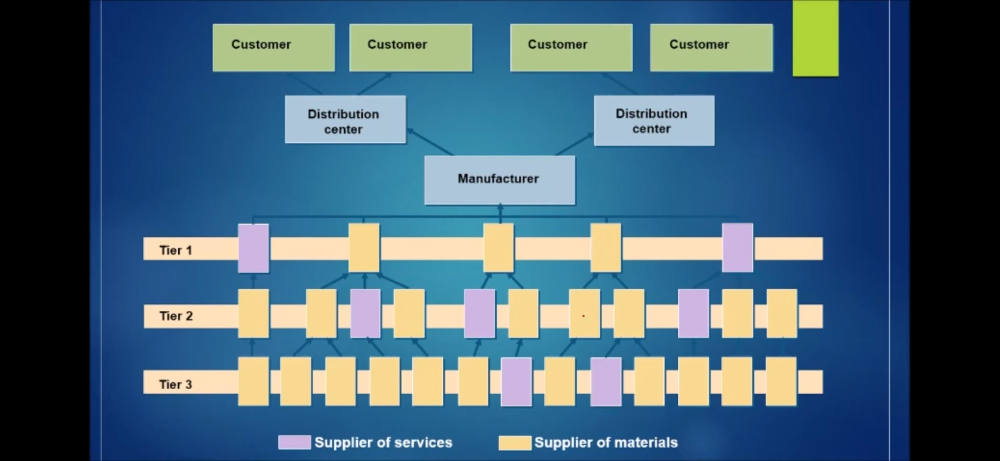 Customer
Customer
Customer
Customer
Distribution
center
Distribution
center
Manufacturer
Tier 1
Tier 2
Tier 3
Supplier of services
Supplier of materials